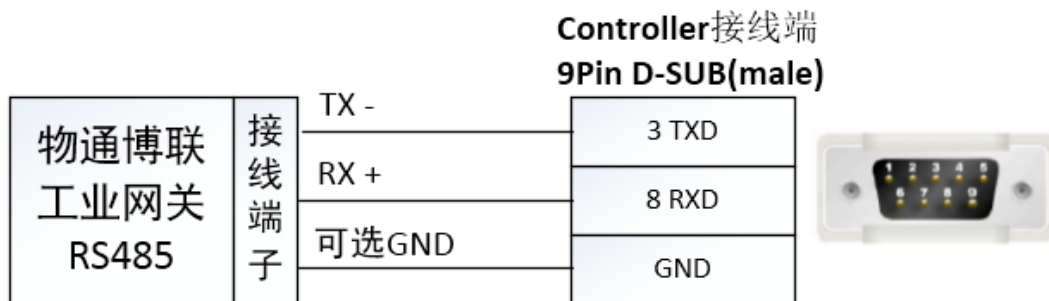 Controller接线端
9Pin D-SUB(male)
物通博联
工业网关
RS485
接
线
端
子
TX -
RX +
可选GND
3 TXD
8 RXD
GND
1 2 3 4 5
6 7 8 9